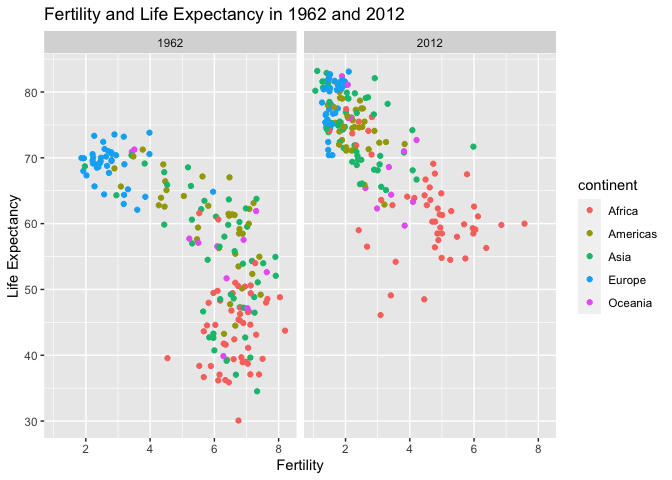 Fertility and Life Expectancy in 1962 and 2012
1962
2012
80
70
60
50
40
30
Life Expectancy
2
4
6
8
2
4
6
8
Fertility
continent
Africa
Americas
Asia
Europe
Oceania